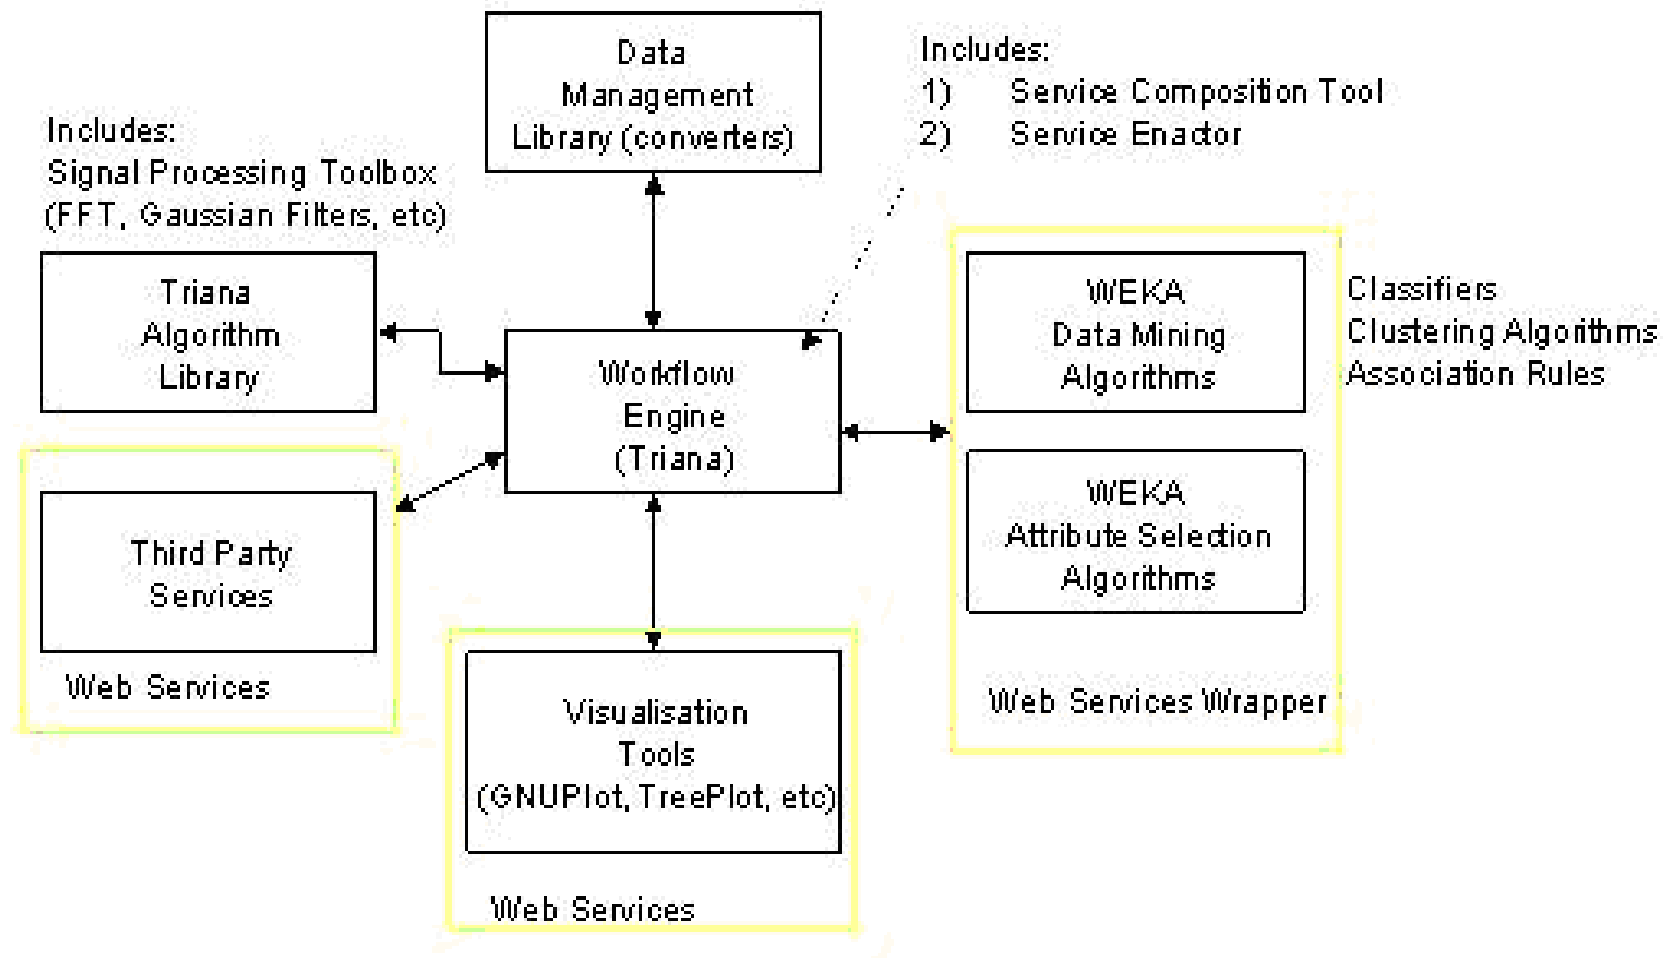 Data
Management
Library (converters)
Includes:
1) Service Composition Tool
2) Service Enactor
Includes:
Signal Processing Toolbox
(FFT, Gaussian Filters, etc)
Triana
Algorithm
Library
Workflow
Engine
(Triana)
WEKA
Data Mining
Algorithms
Classifiers
Clustering Algorithms
Association Rules
WEKA
Attribute Selection
Algorithms
Web Services Wrapper
Third Party
Services
Web Services
Visualisation
Tools
(GNUPlot, TreePlot, etc)
Web Services